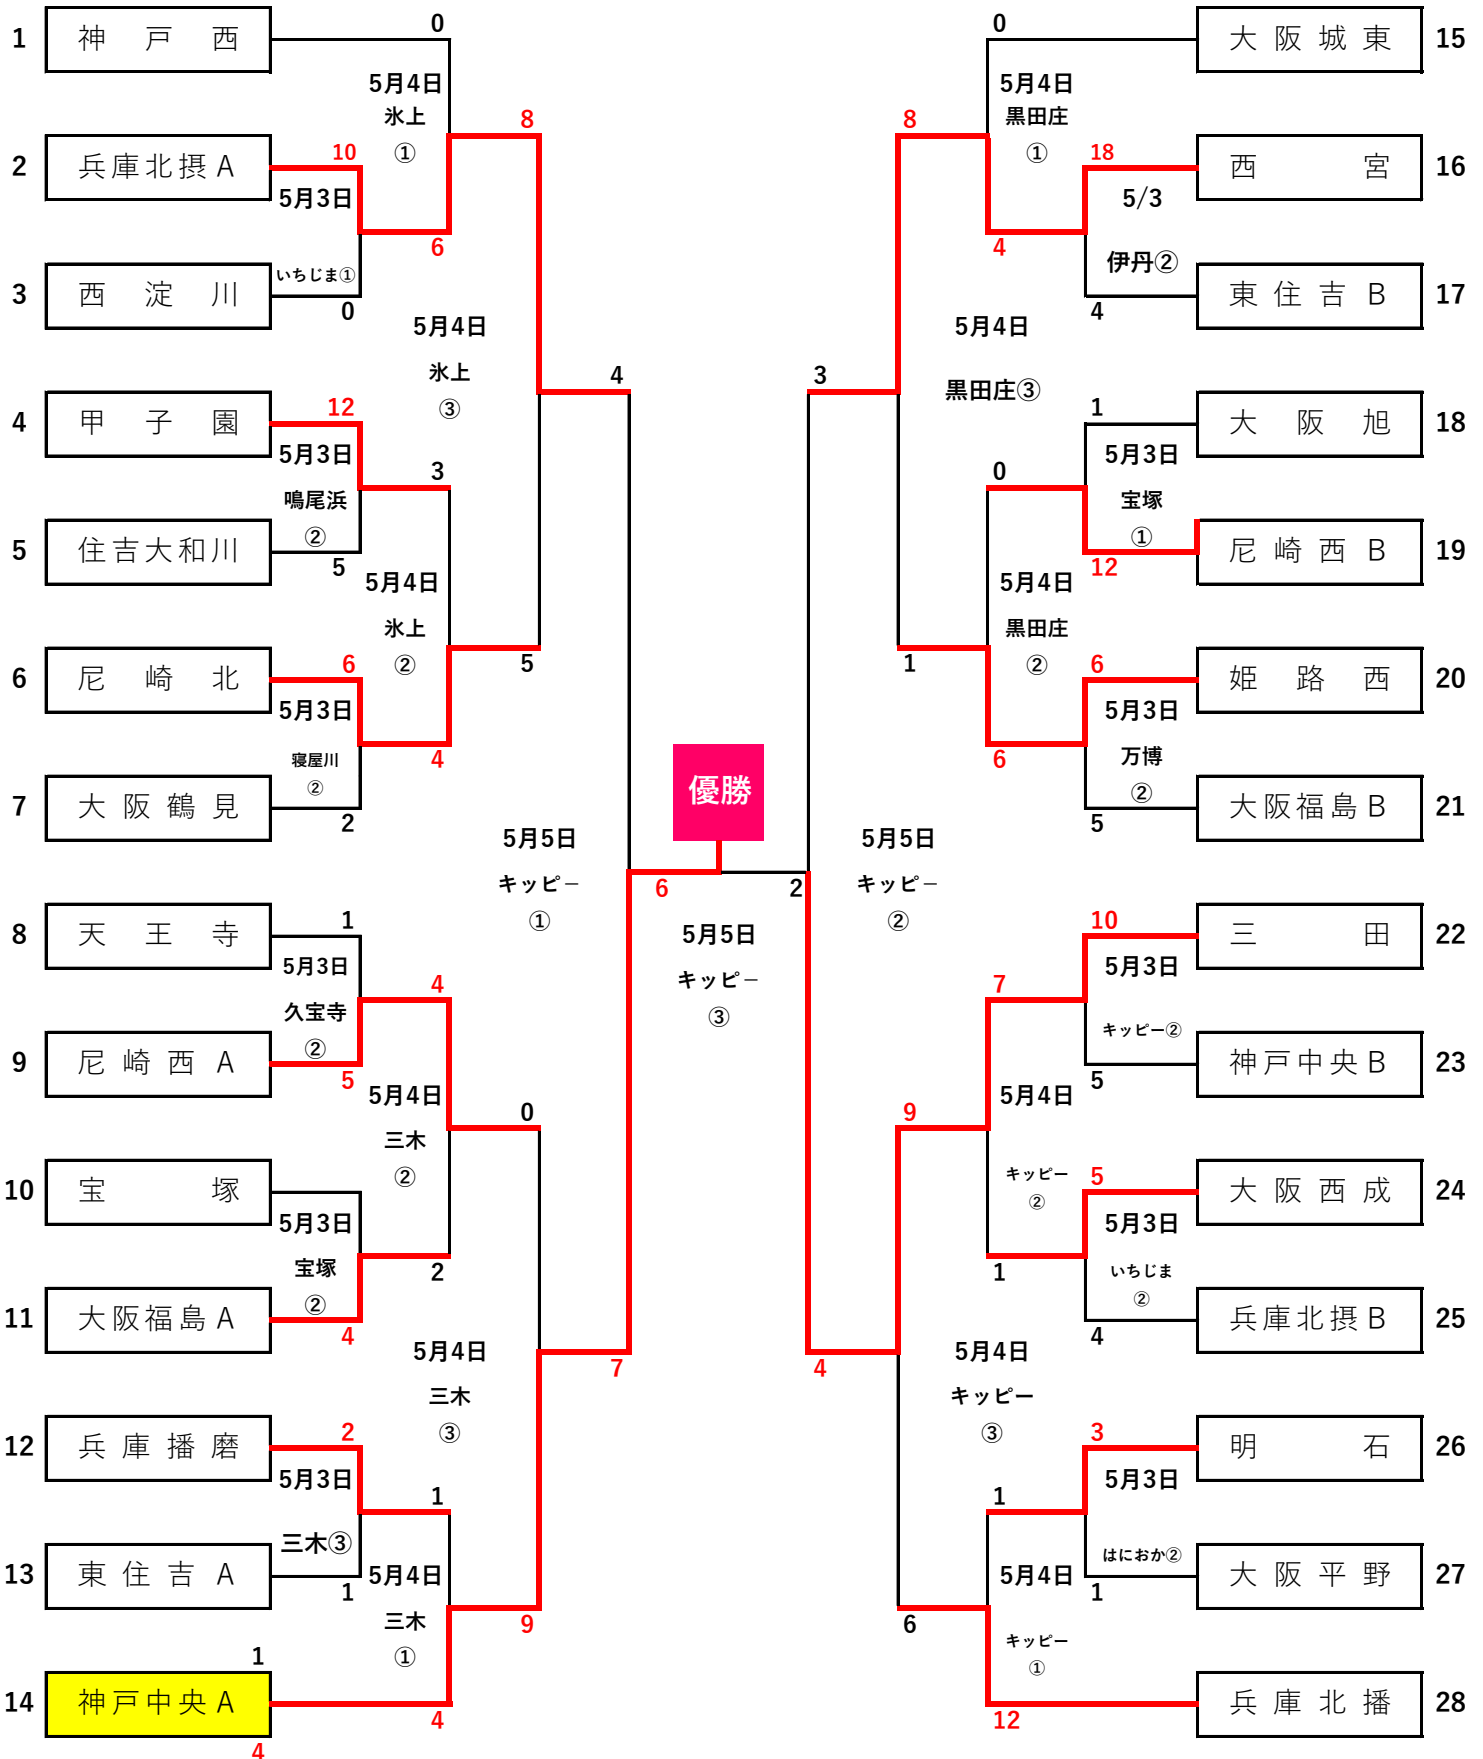 1 神戸西 0
2 兵庫北摂A 10
5月3日
いちじま①
3 西淀川 0
5月4日
氷上
①
6
8
4 甲子園 12
5月3日
鳴尾浜
②
5 住吉大和川 5
3
5月4日
氷上
③
6 尼崎北 6
5月3日
寝屋川
②
7 大阪鶴見 2
5月4日
氷上
②
4
5
4
8 天王寺 1
5月3日
久宝寺
②
9 尼崎西A 5
4
5月4日
三木
②
10 宝塚
5月3日
宝塚
②
11 大阪福島A 4
2
0
5月4日
三木
③
12 兵庫播磨 2
5月3日
三木③
13 東住吉A 1
1
5月4日
三木
①
1
14 神戸中央A 4
4
9
7
5月5日
キッピー
①
優勝
6
2
5月5日
キッピー
③
5月5日
キッピー
②
0 大阪城東 15
5月4日
黒田庄
①
18 西宮 16
5/3
伊丹②
4 東住吉B 17
4
8
5月4日
黒田庄③
3
1 大阪旭 18
5月3日
宝塚
①
12 尼崎西B 19
0
5月4日
黒田庄
②
6 姫路西 20
5月3日
万博
②
5 大阪福島B 21
6
1
10 三田 22
5月3日
キッピー②
5 神戸中央B 23
7
5月4日
キッピー
②
5 大阪西成 24
5月3日
いちじま
②
4 兵庫北摂B 25
1
9
4
5月4日
キッピー
③
3 明石 26
5月3日
はにおか②
1 大阪平野 27
1
5月4日
キッピー
①
12 兵庫北播 28
6